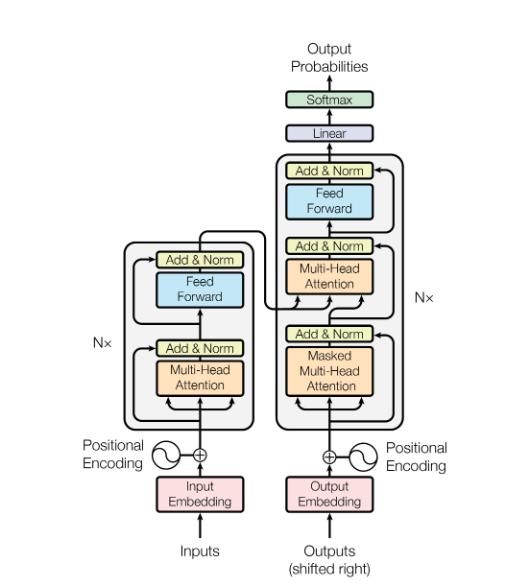 Output
Probabilities
Softmax
Linear
Add & Norm
Feed
Forward
Add & Norm
Multi-Head
Attention
Add & Norm
Masked
Multi-Head
Attention
N×
Add & Norm
Feed
Forward
Add & Norm
Multi-Head
Attention
N×
Positional
Encoding
Positional
Encoding
Input
Embedding
Output
Embedding
Inputs
Outputs
(shifted right)